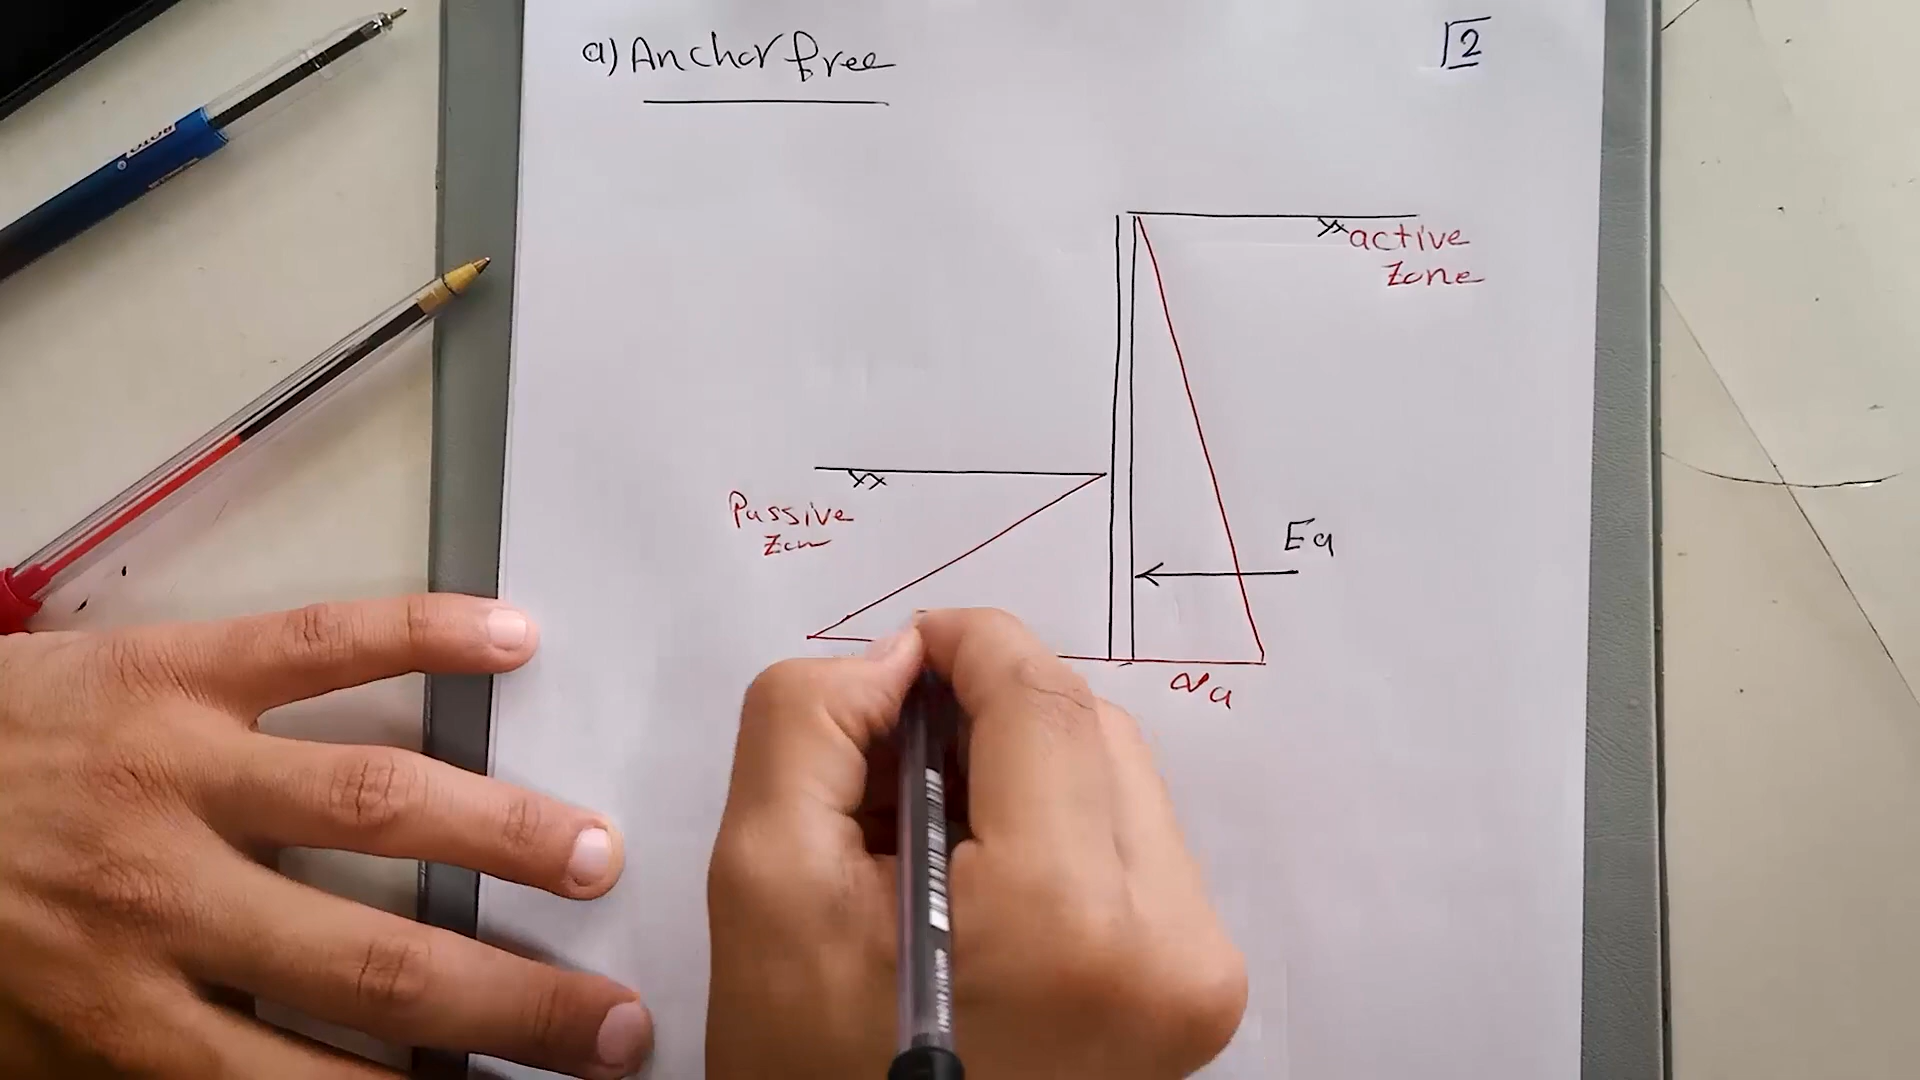 a) Anchor free
2
active
Zone
Passive
Zon
Ea
σa